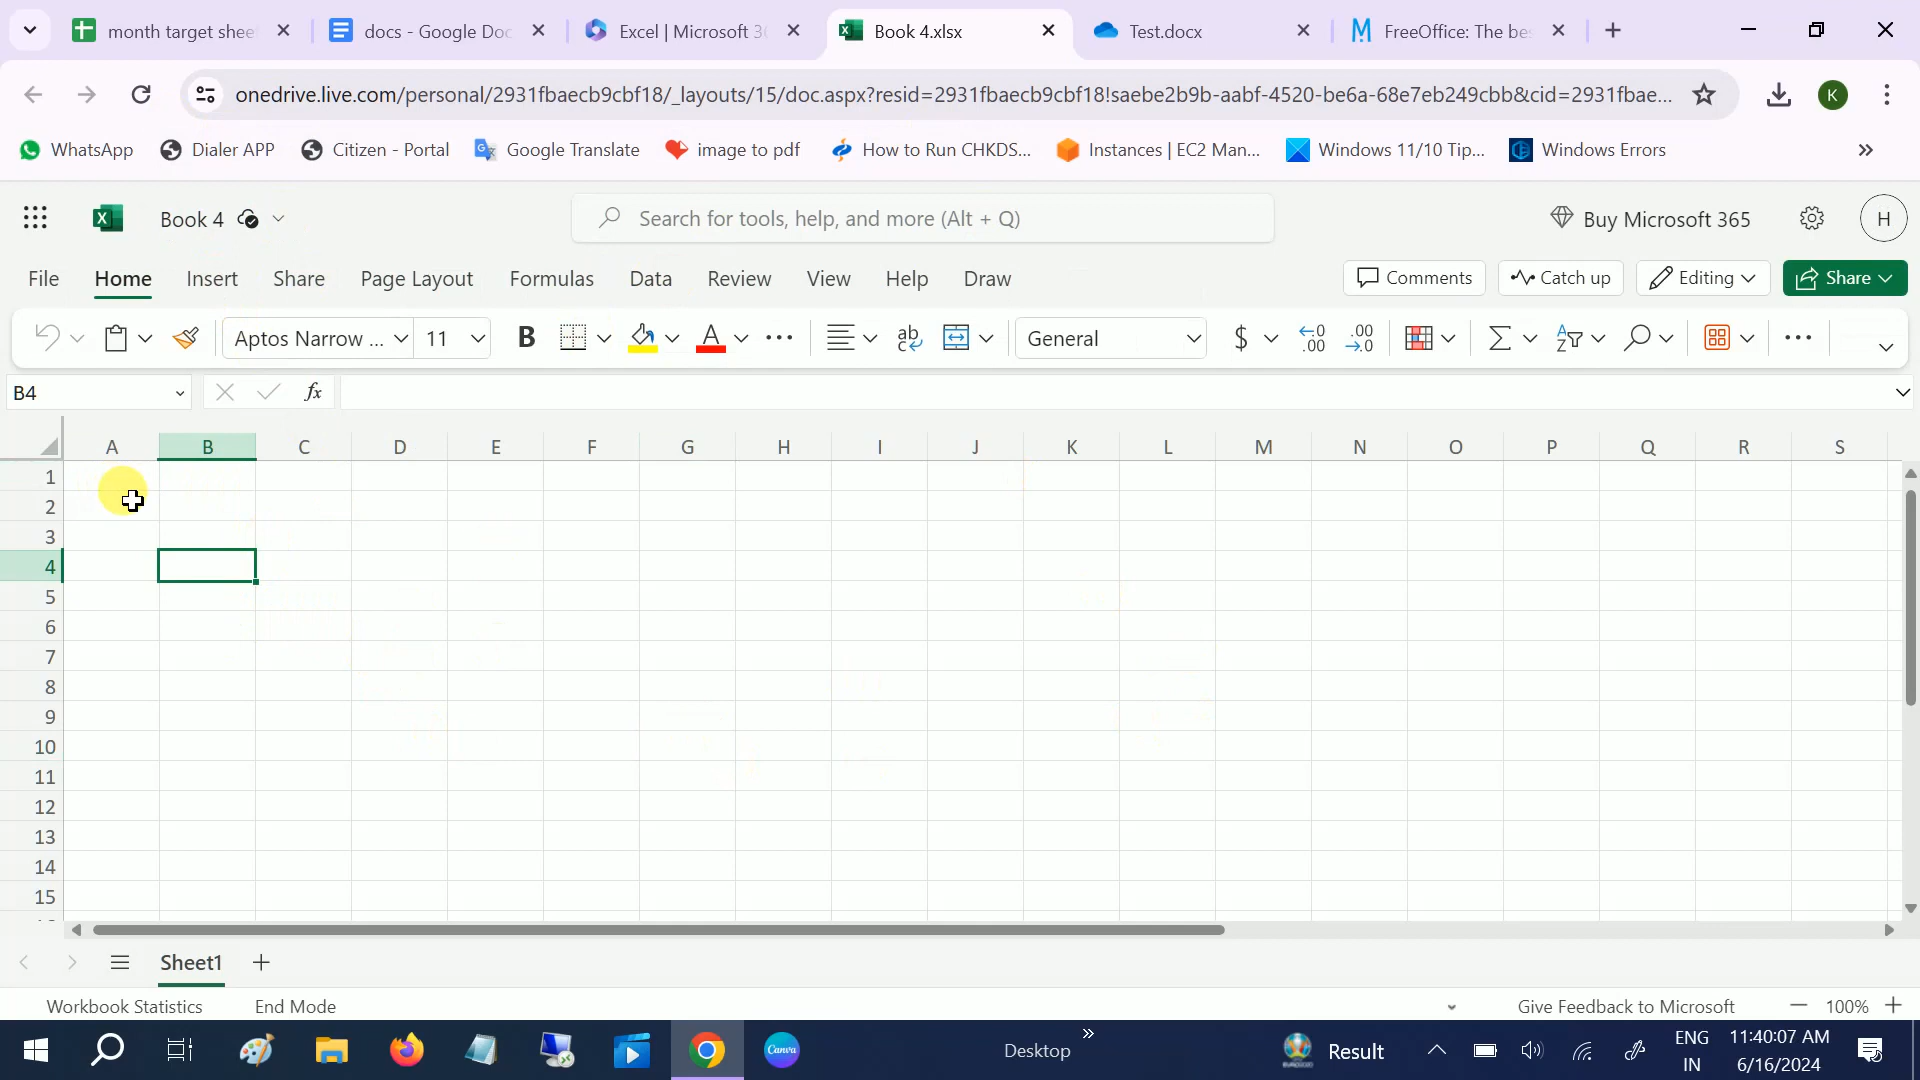 month target shee
docs - Google Doc
Excel | Microsoft 3
Book 4.xlsx
Test.docx
FreeOffice: The bes
onedrive.live.com/personal/2931fbaecb9cbf18/_layouts/15/doc.aspx?resid=2931fbaecb9cbf18!saebe2b9b-aabf-4520-be6a-68e7eb249cbb&cid=2931fbae...
K
WhatsApp
Dialer APP
Citizen - Portal
Google Translate
image to pdf
How to Run CHKDS...
Instances | EC2 Man...
Windows 11/10 Tip...
Windows Errors
Book 4
Search for tools, help, and more (Alt + Q)
Buy Microsoft 365
H
File Home Insert Share Page Layout Formulas Data Review View Help Draw
Comments
Catch up
Editing
Share
Aptos Narrow ...
11
B
A
ab
General
$
.00
B4
fx
A B C D E F G H I J K L M N O P Q R S
1
2
3
4
5
6
7
8
9
10
11
12
13
14
15
Sheet1
Workbook Statistics
End Mode
Give Feedback to Microsoft
100%
Canva
Desktop
Result
ENG
IN
11:40:07 AM
6/16/2024